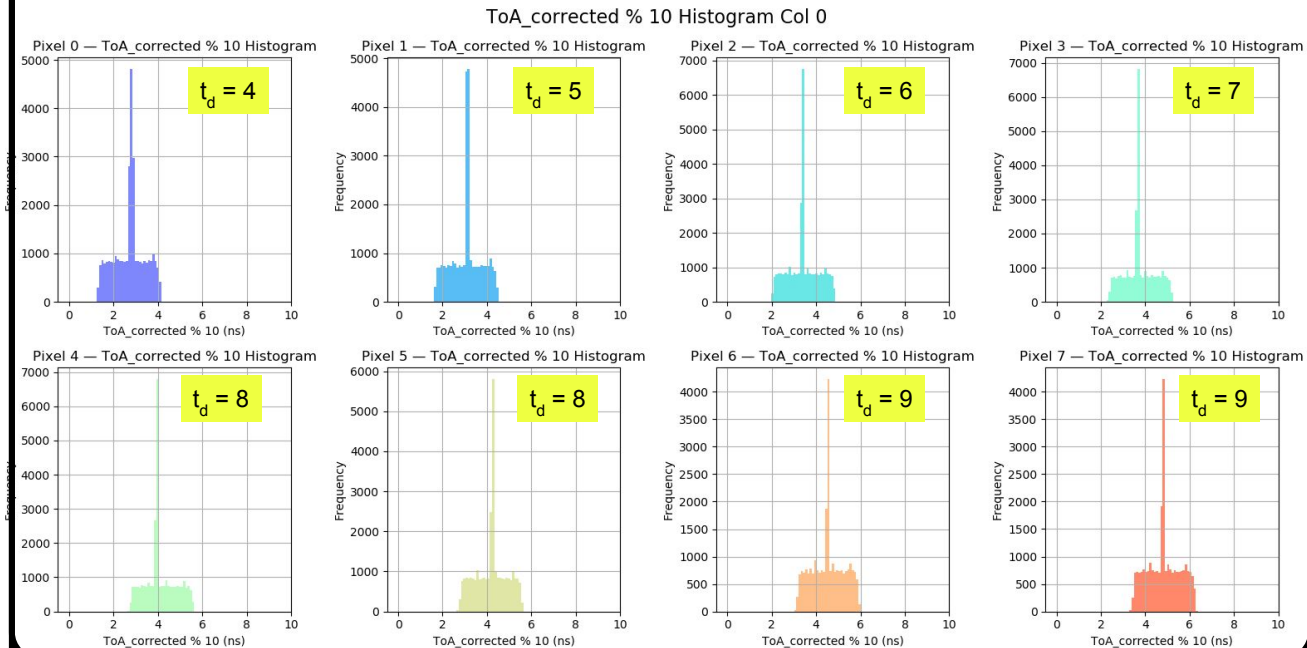 ToA_corrected % 10 Histogram Col 0
Pixel 0 — ToA_corrected % 10 Histogram
5000
4000
3000
2000
1000
0
Frequency
t_d = 4
0 2 4 6 8 10
ToA_corrected % 10 (ns)
Pixel 1 — ToA_corrected % 10 Histogram
5000
4000
3000
2000
1000
0
Frequency
t_d = 5
0 2 4 6 8 10
ToA_corrected % 10 (ns)
Pixel 2 — ToA_corrected % 10 Histogram
7000
6000
5000
4000
3000
2000
1000
0
Frequency
t_d = 6
0 2 4 6 8 10
ToA_corrected % 10 (ns)
Pixel 3 — ToA_corrected % 10 Histogram
7000
6000
5000
4000
3000
2000
1000
0
Frequency
t_d = 7
0 2 4 6 8 10
ToA_corrected % 10 (ns)
Pixel 4 — ToA_corrected % 10 Histogram
7000
6000
5000
4000
3000
2000
1000
0
Frequency
t_d = 8
0 2 4 6 8 10
ToA_corrected % 10 (ns)
Pixel 5 — ToA_corrected % 10 Histogram
6000
5000
4000
3000
2000
1000
0
Frequency
t_d = 8
0 2 4 6 8 10
ToA_corrected % 10 (ns)
Pixel 6 — ToA_corrected % 10 Histogram
4000
3500
3000
2500
2000
1500
1000
500
0
Frequency
t_d = 9
0 2 4 6 8 10
ToA_corrected % 10 (ns)
Pixel 7 — ToA_corrected % 10 Histogram
4000
3500
3000
2500
2000
1500
1000
500
0
Frequency
t_d = 9
0 2 4 6 8 10
ToA_corrected % 10 (ns)